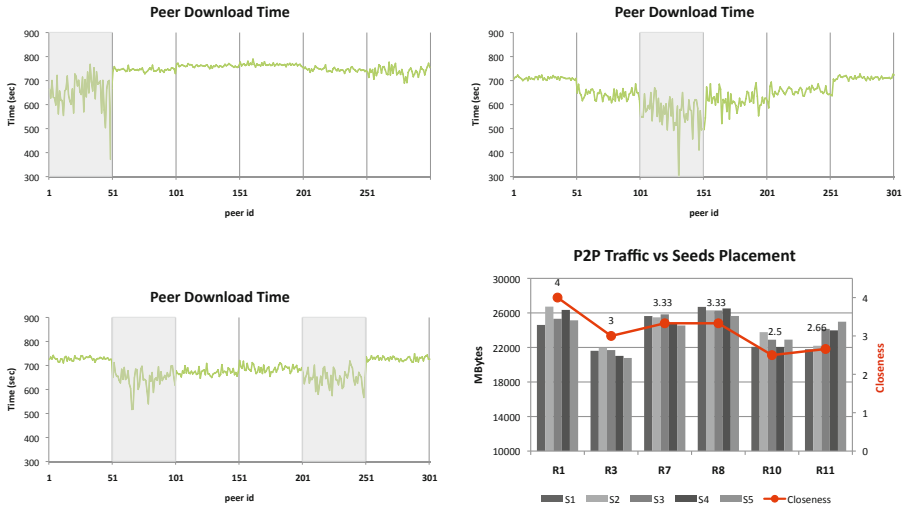 Peer Download Time
900
800
700
600
500
400
300
Time (sec)
1 51 101 151 201 251
peer id
Peer Download Time
900
800
700
600
500
400
300
Time (sec)
1 51 101 151 201 251 301
peer id
Peer Download Time
900
800
700
600
500
400
300
Time (sec)
1 51 101 151 201 251 301
peer id
P2P Traffic vs Seeds Placement
30000
26000
22000
18000
14000
10000
MBytes
4 3 3.33 3.33 2.5 2.66
4
3
2
1
0
Closeness
R1 R3 R7 R8 R10 R11
S1 S2 S3 S4 S5 Closeness